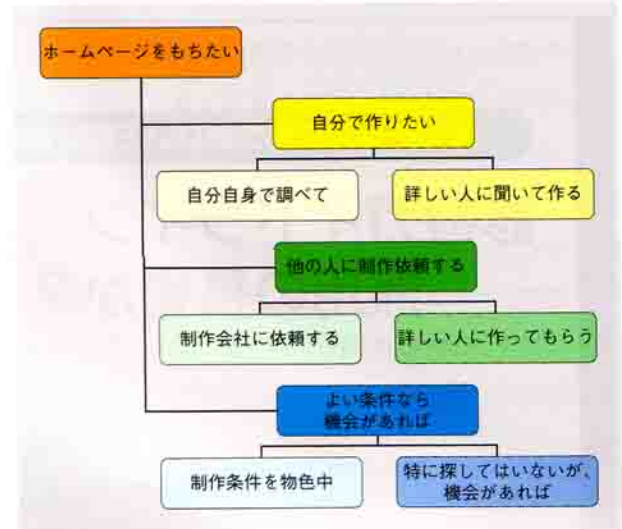 ホームページをもちたい
自分で作りたい
自分自身で調べて
詳しい人に聞いて作る
他の人に制作依頼する
制作会社に依頼する
詳しい人に作ってもらう
よい条件なら
機会があれば
制作条件を物色中
特に探してはいないが、
機会があれば